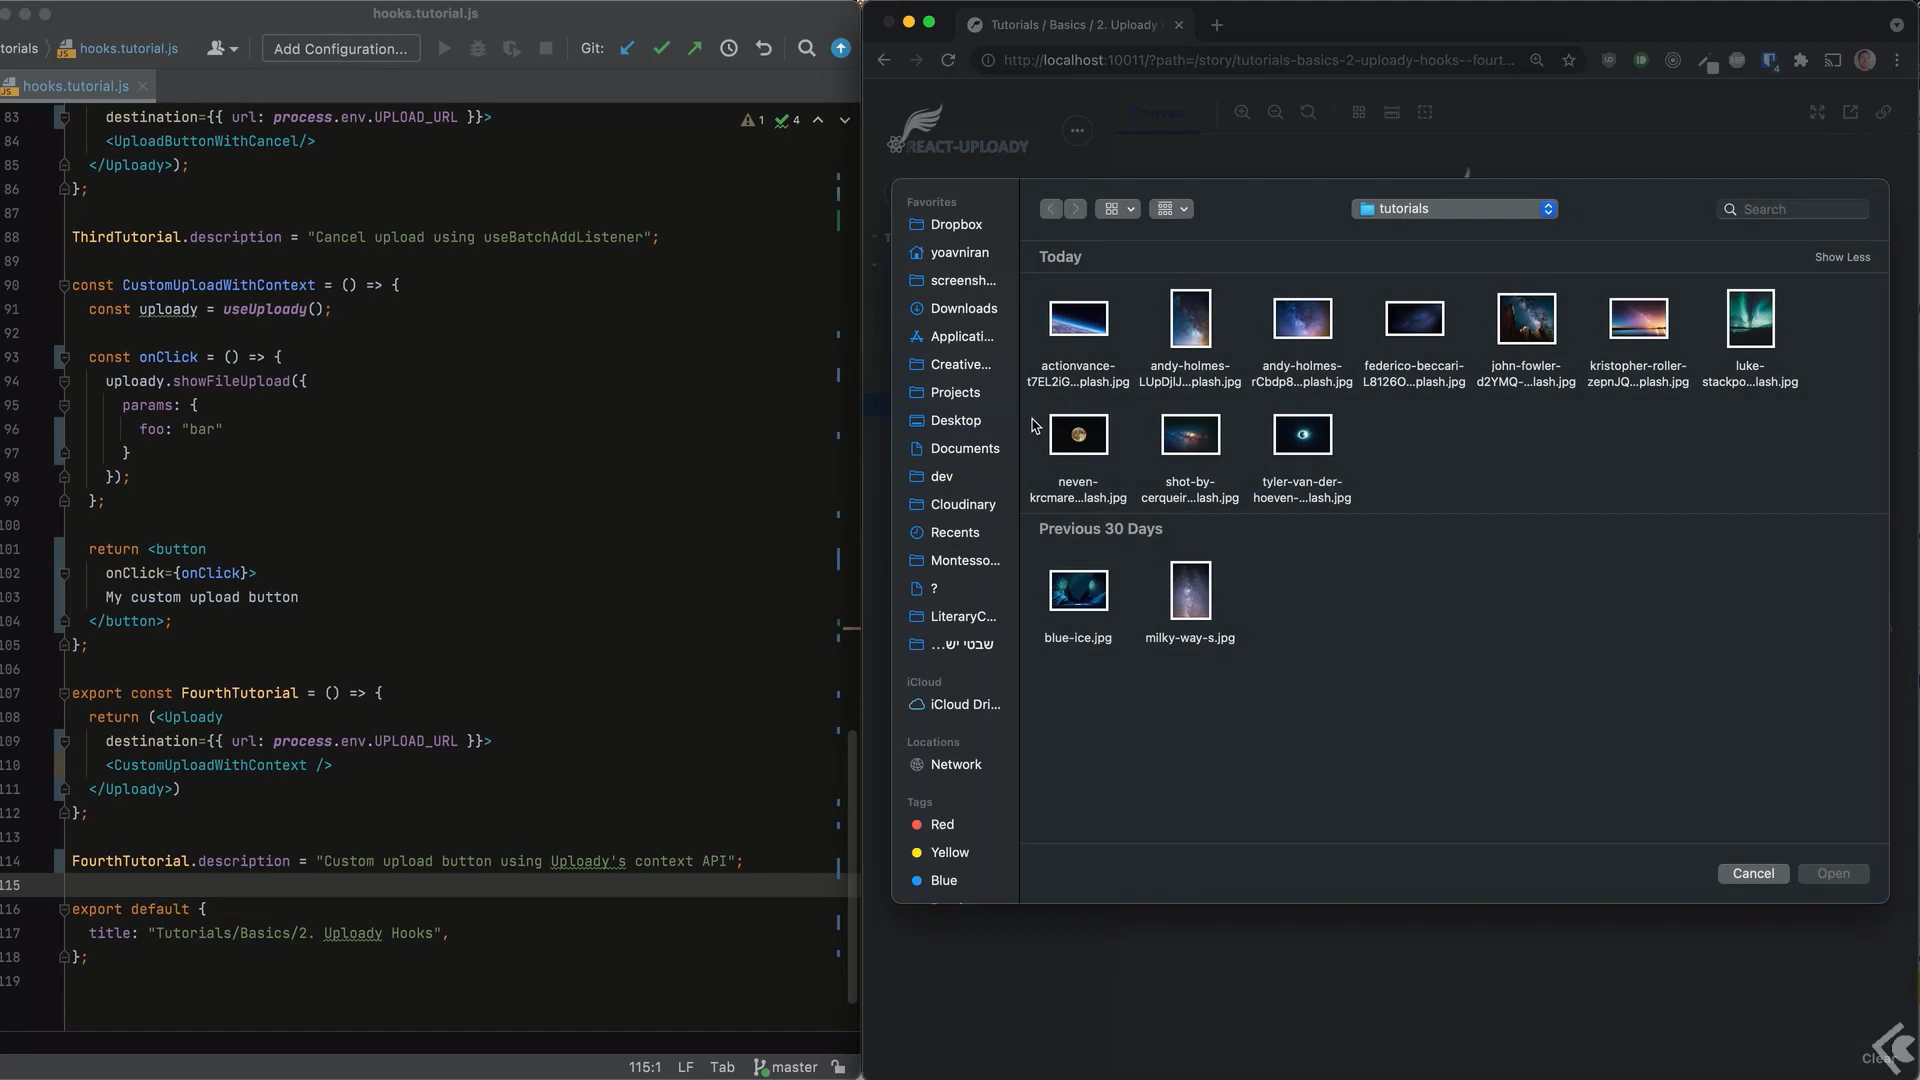 hooks.tutorial.js
torials
hooks.tutorial.js
Add Configuration...
Git:
hooks.tutorial.js
1
4
83 destination={{ url: process.env.UPLOAD_URL }}>
84 <UploadButtonWithCancel/>
85 </Uploady>);
86 };
87
88 ThirdTutorial.description = "Cancel upload using useBatchAddListener";
89
90 const CustomUploadWithContext = () => {
91 const uploady = useUploady();
92
93 const onClick = () => {
94 uploady.showFileUpload({
95 params: {
96 foo: "bar"
97 }
98 });
99 };
100
101 return <button
102 onClick={onClick}>
103 My custom upload button
104 </button>;
105 };
106
107 export const FourthTutorial = () => {
108 return (<Uploady
109 destination={{ url: process.env.UPLOAD_URL }}>
110 <CustomUploadWithContext />
111 </Uploady>)
112 };
113
114 FourthTutorial.description = "Custom upload button using Uploady's context API";
115
116 export default {
117 title: "Tutorials/Basics/2. Uploady Hooks",
118 };
119
115:1 LF Tab master
Tutorials / Basics / 2. Uploady
http://localhost:10011/?path=/story/tutorials-basics-2-uploady-hooks--fourt...
REACT-UPLOADY
Favorites
Dropbox
yoavniran
screensh...
Downloads
Applicati...
Creative...
Projects
Desktop
Documents
dev
Cloudinary
Recents
Montesso...
?
LiteraryC...
שבטי יש...
iCloud
iCloud Dri...
Locations
Network
Tags
Red
Yellow
Blue
tutorials
Search
Today
Show Less
actionvance-
t7EL2iG...plash.jpg
andy-holmes-
LUpDjlJ...plash.jpg
andy-holmes-
rCbdp8...plash.jpg
federico-beccari-
L8126O...plash.jpg
john-fowler-
d2YMQ-...lash.jpg
kristopher-roller-
zepnJQ...plash.jpg
luke-
stackpo...lash.jpg
neven-
krcmare...lash.jpg
shot-by-
cerqueir...lash.jpg
tyler-van-der-
hoeven-...lash.jpg
Previous 30 Days
blue-ice.jpg
milky-way-s.jpg
Cancel
Open